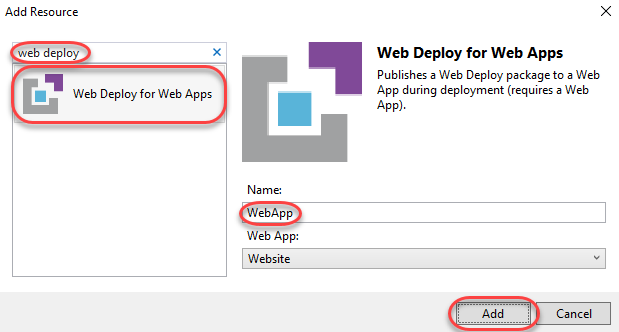 Add Resource
web deploy
Web Deploy for Web Apps
Web Deploy for Web Apps
Publishes a Web Deploy package to a Web
App during deployment (requires a Web
App).
Name:
WebApp
Web App:
Website
Add
Cancel